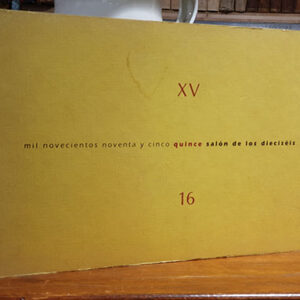 XV
mil novecientos noventa y cinco quince salón de los dieciséis
16